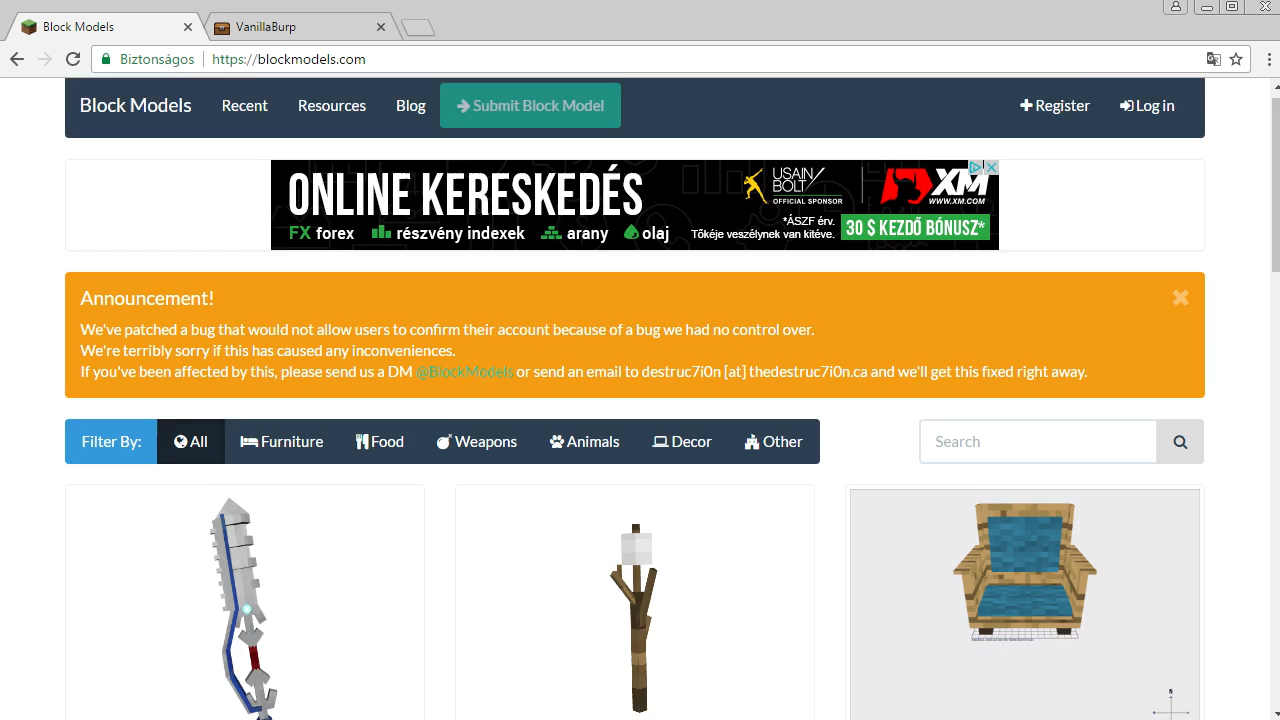 Block Models
VanillaBurp
Biztonságos
https://blockmodels.com
Block Models
Recent
Resources
Blog
Submit Block Model
Register
Log in
ONLINE KERESKEDÉS
FX forex
részvény indexek
arany
olaj
USAIN
BOLT
OFFICIAL SPONSOR
XM
WWW.XM.COM
*ÁSZF érv.
Tőkéje veszélynek van kitéve.
30 $ KEZDŐ BÓNUSZ*
Announcement!
We've patched a bug that would not allow users to confirm their account because of a bug we had no control over.
We're terribly sorry if this has caused any inconveniences.
If you've been affected by this, please send us a DM @BlockModels or send an email to destruc7i0n [at] thedestruc7i0n.ca and we'll get this fixed right away.
Filter By:
All
Furniture
Food
Weapons
Animals
Decor
Other
Search
N